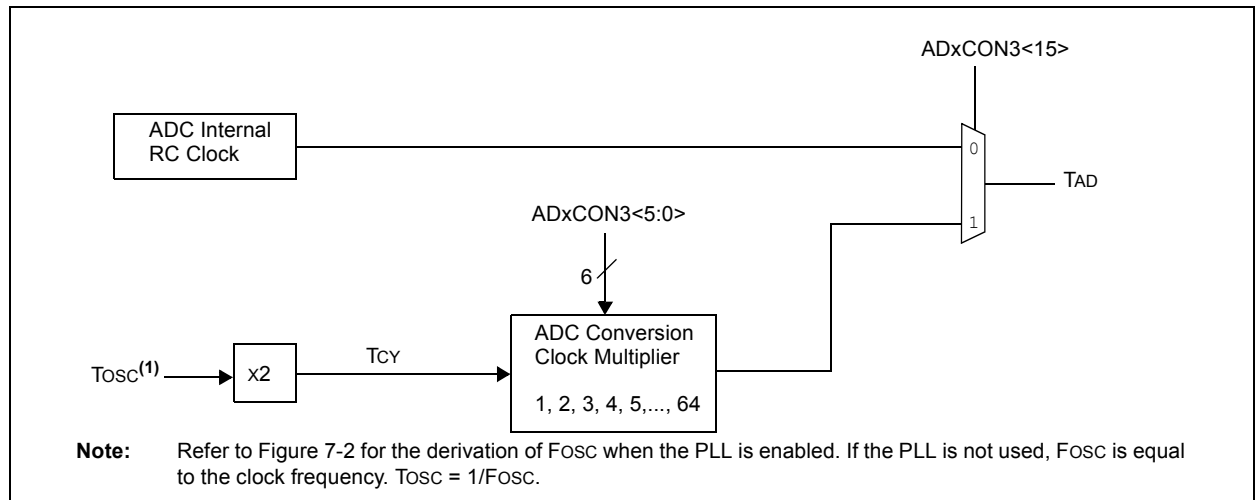 ADxCON3<15>
ADC Internal
RC Clock
0
TAD
ADxCON3<5:0>
1
6
ADC Conversion
Clock Multiplier
TOSC(1)
X2
TCY
1, 2, 3, 4, 5,..., 64
Note: Refer to Figure 7-2 for the derivation of FOSC when the PLL is enabled. If the PLL is not used, FOSC is equal
to the clock frequency. TOSC = 1/FOSC.